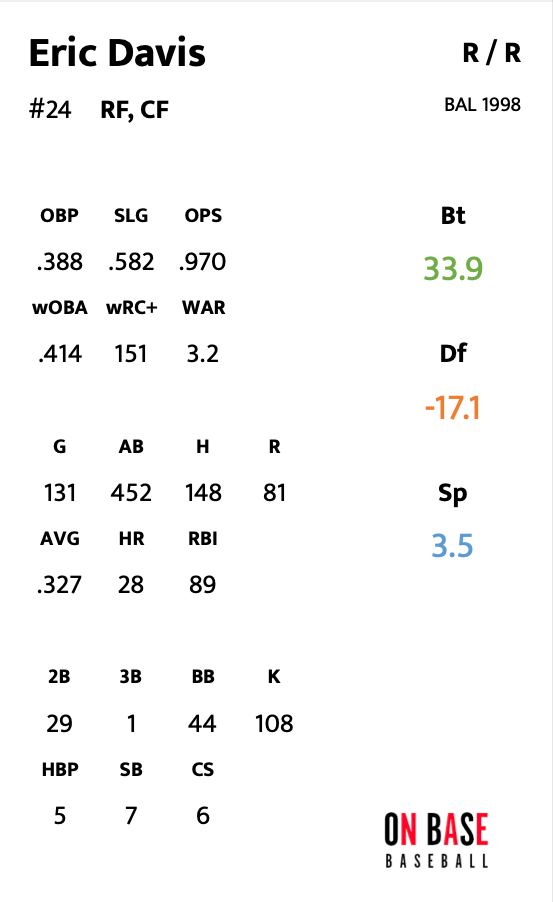 Eric Davis R / R
#24 RF, CF BAL 1998
OBP SLG OPS Bt
.388 .582 .970 33.9
wOBA wRC+ WAR
.414 151 3.2 Df
-17.1
G AB H R
131 452 148 81 Sp
AVG HR RBI 3.5
.327 28 89
2B 3B BB K
29 1 44 108
HBP SB CS
5 7 6
ON BASE
BASEBALL